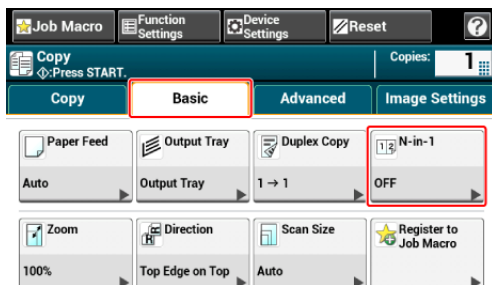 Job Macro
Function Settings
Device Settings
Reset
?
Copy
:Press START.
Copies:
1
Copy
Basic
Advanced
Image Settings
Paper Feed
Output Tray
Duplex Copy
1 2
N-in-1
Auto
Output Tray
1 → 1
OFF
Zoom
R
Direction
Scan Size
Register to
Job Macro
100%
Top Edge on Top
Auto